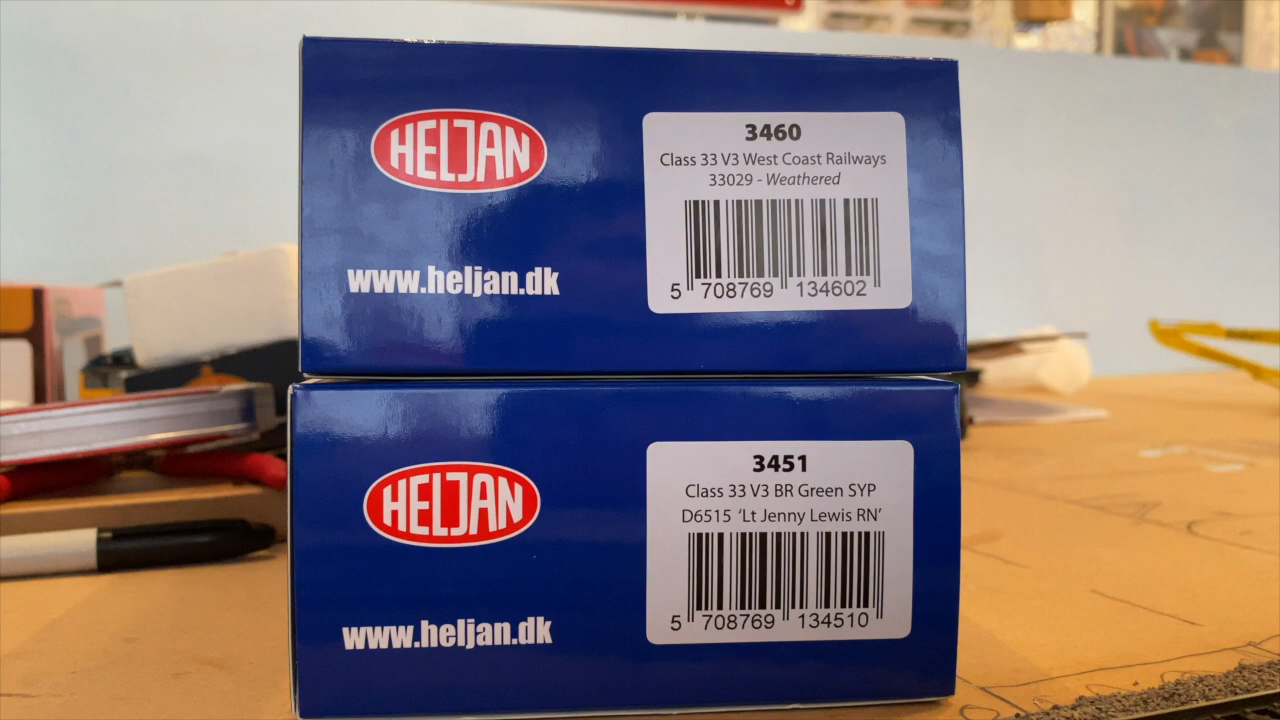 HELJAN
www.heljan.dk
3460
Class 33 V3 West Coast Railways
33029 - Weathered
5 708769 134602
HELJAN
www.heljan.dk
3451
Class 33 V3 BR Green SYP
D6515 ‘Lt Jenny Lewis RN’
5 708769 134510